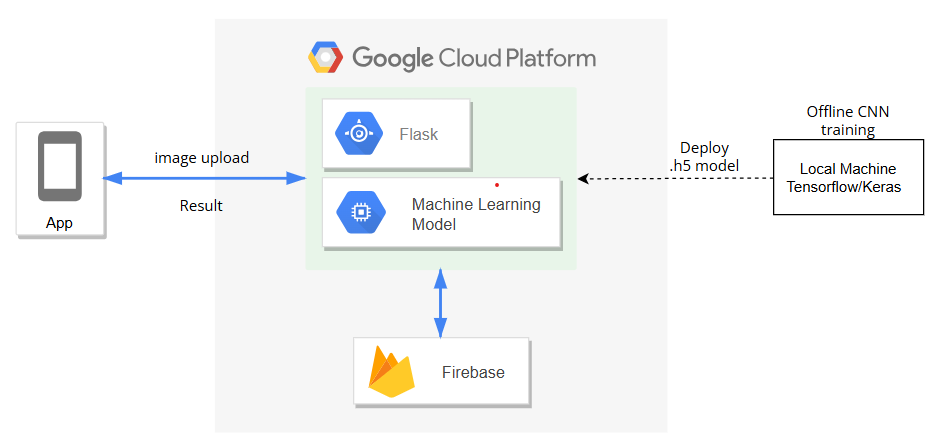 Google Cloud Platform
Flask
Machine Learning
Model
Firebase
App
image upload
Result
Deploy
.h5 model
Offline CNN
training
Local Machine
Tensorflow/Keras